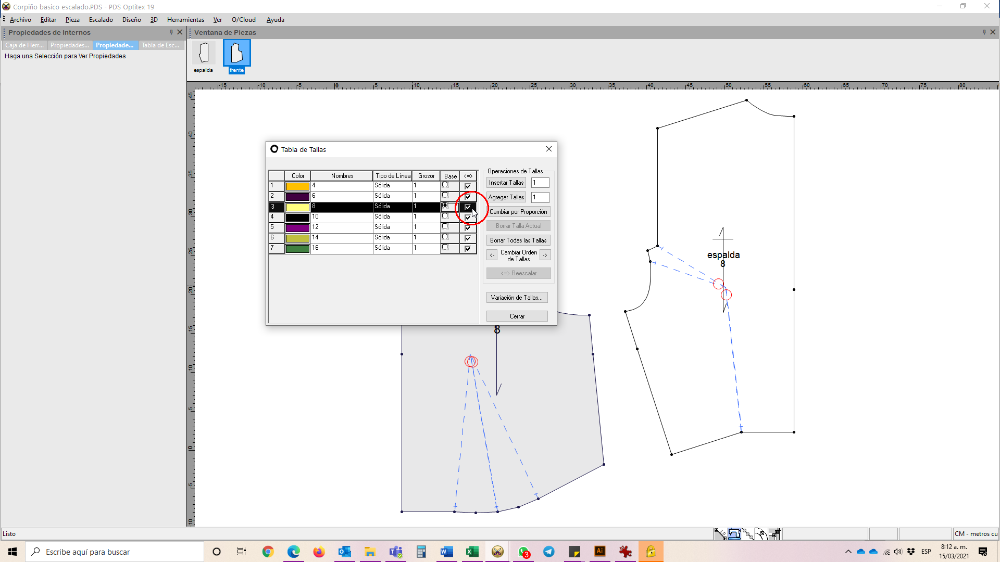 Corpiño basico escalado.PDS - PDS Optitex 19
Archivo Editar Pieza Escalado Diseño 3D Herramientas Ver O/Cloud Ayuda
Propiedades de Internos
Caja de Herr... Propiedades... Propiedade... Tabla de Esc...
Haga una Selección para Ver Propiedades
Ventana de Piezas
espalda
frente
-15 -10 -5 0 5 10 15 20 25 30 35 40 45 50 55 60 65 70 75 80
45
40
35
30
25
20
15
10
5
0
-5
-10
Tabla de Tallas
Color Nombres Tipo de Línea Grosor Base <=>
1 4 Sólida 1
2 6 Sólida 1
3 8 Sólida 1
4 10 Sólida 1
5 12 Sólida 1
6 14 Sólida 1
7 16 Sólida 1
Operaciones de Tallas
Insertar Tallas 1
Agregar Tallas 1
Cambiar por Proporción
Borrar Talla Actual
Borrar Todas las Tallas
<- Cambiar Orden de Tallas ->
<=> Reescalar
Variación de Tallas...
Cerrar
8
espalda
8
Listo
CM - metros cu
Escribe aquí para buscar
3
Ai
ESP
8:12 a. m.
15/03/2021